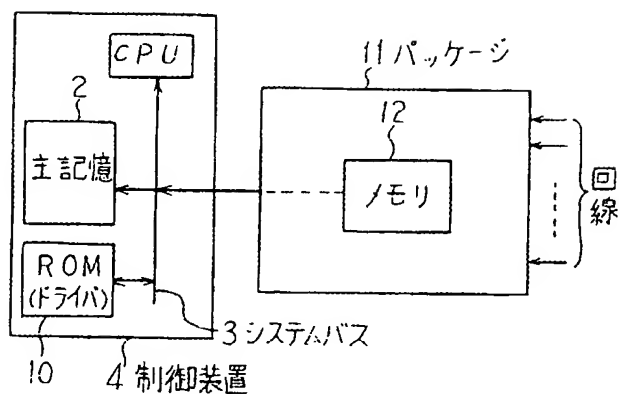 CPU
2
主記憶
ROM
(ドライバ)
10
4 制御装置
3 システムバス
11 パッケージ
12
メモリ
回線